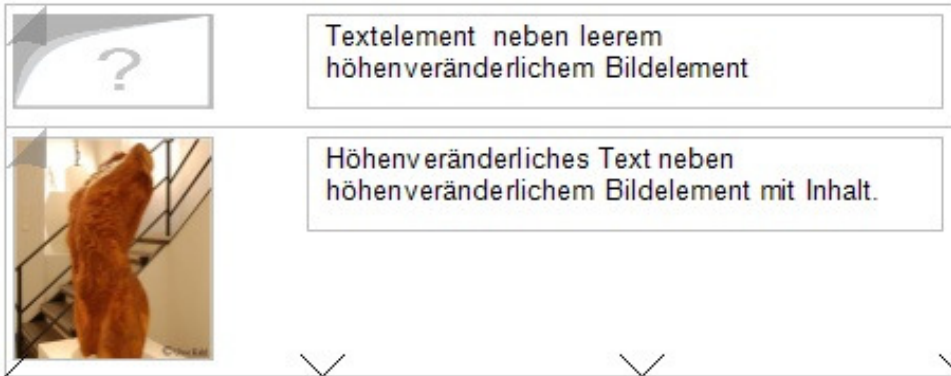 ?
Textelement neben leerem
höhenveränderlichem Bildelement
Höhenveränderliches Text neben
höhenveränderlichem Bildelement mit Inhalt.